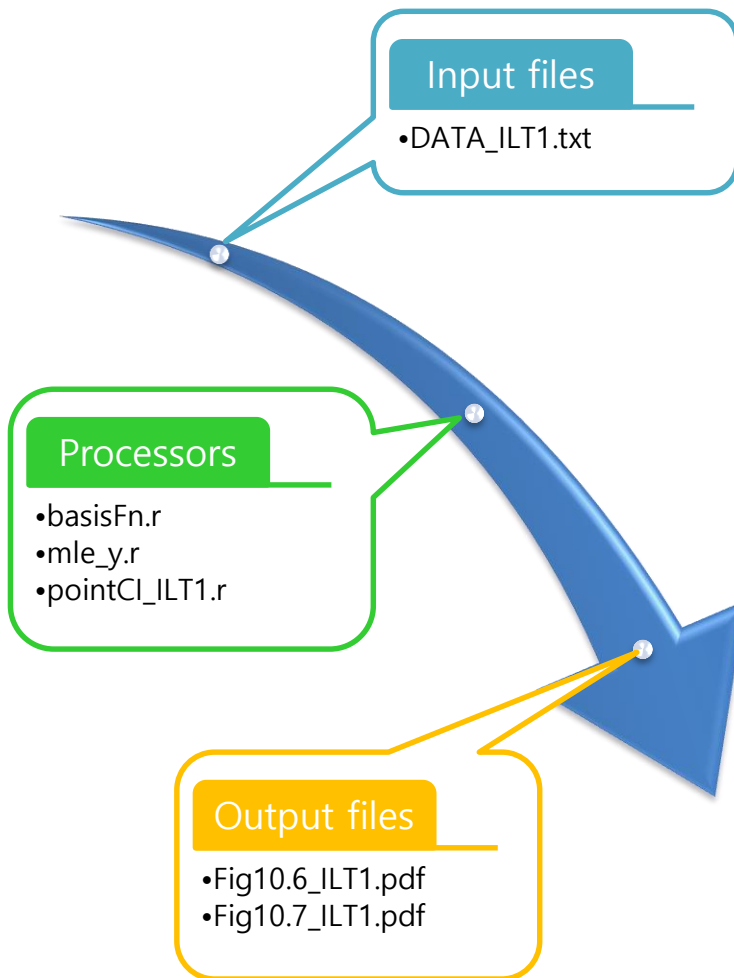 Input files
•DATA_ILT1.txt
Processors
•basisFn.r
•mle_y.r
•pointCI_ILT1.r
Output files
•Fig10.6_ILT1.pdf
•Fig10.7_ILT1.pdf